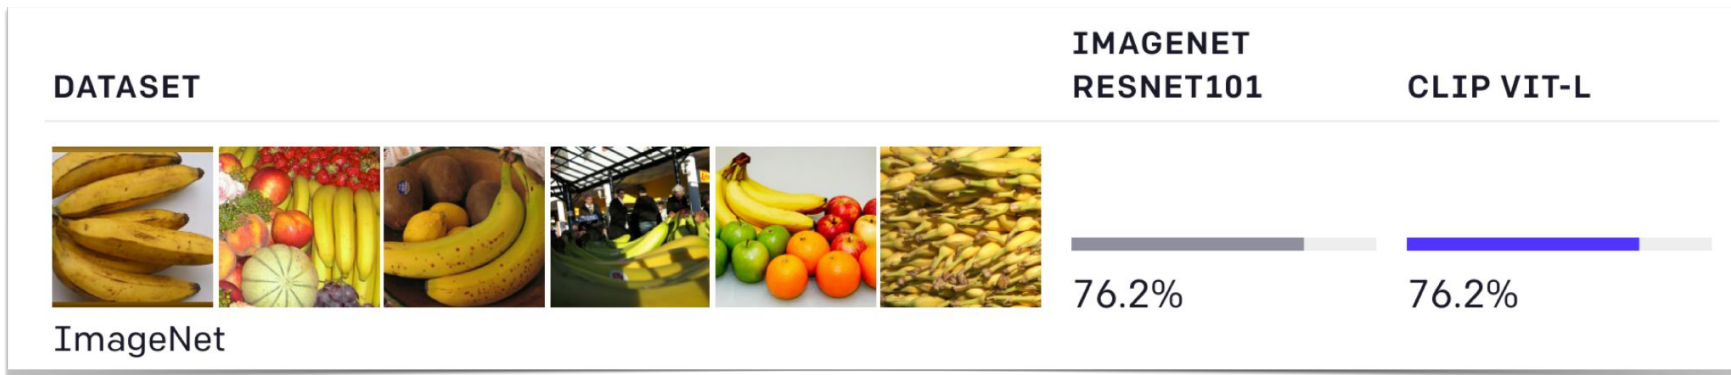 DATASET
IMAGENET
RESNET101
CLIP VIT-L
76.2%
76.2%
ImageNet